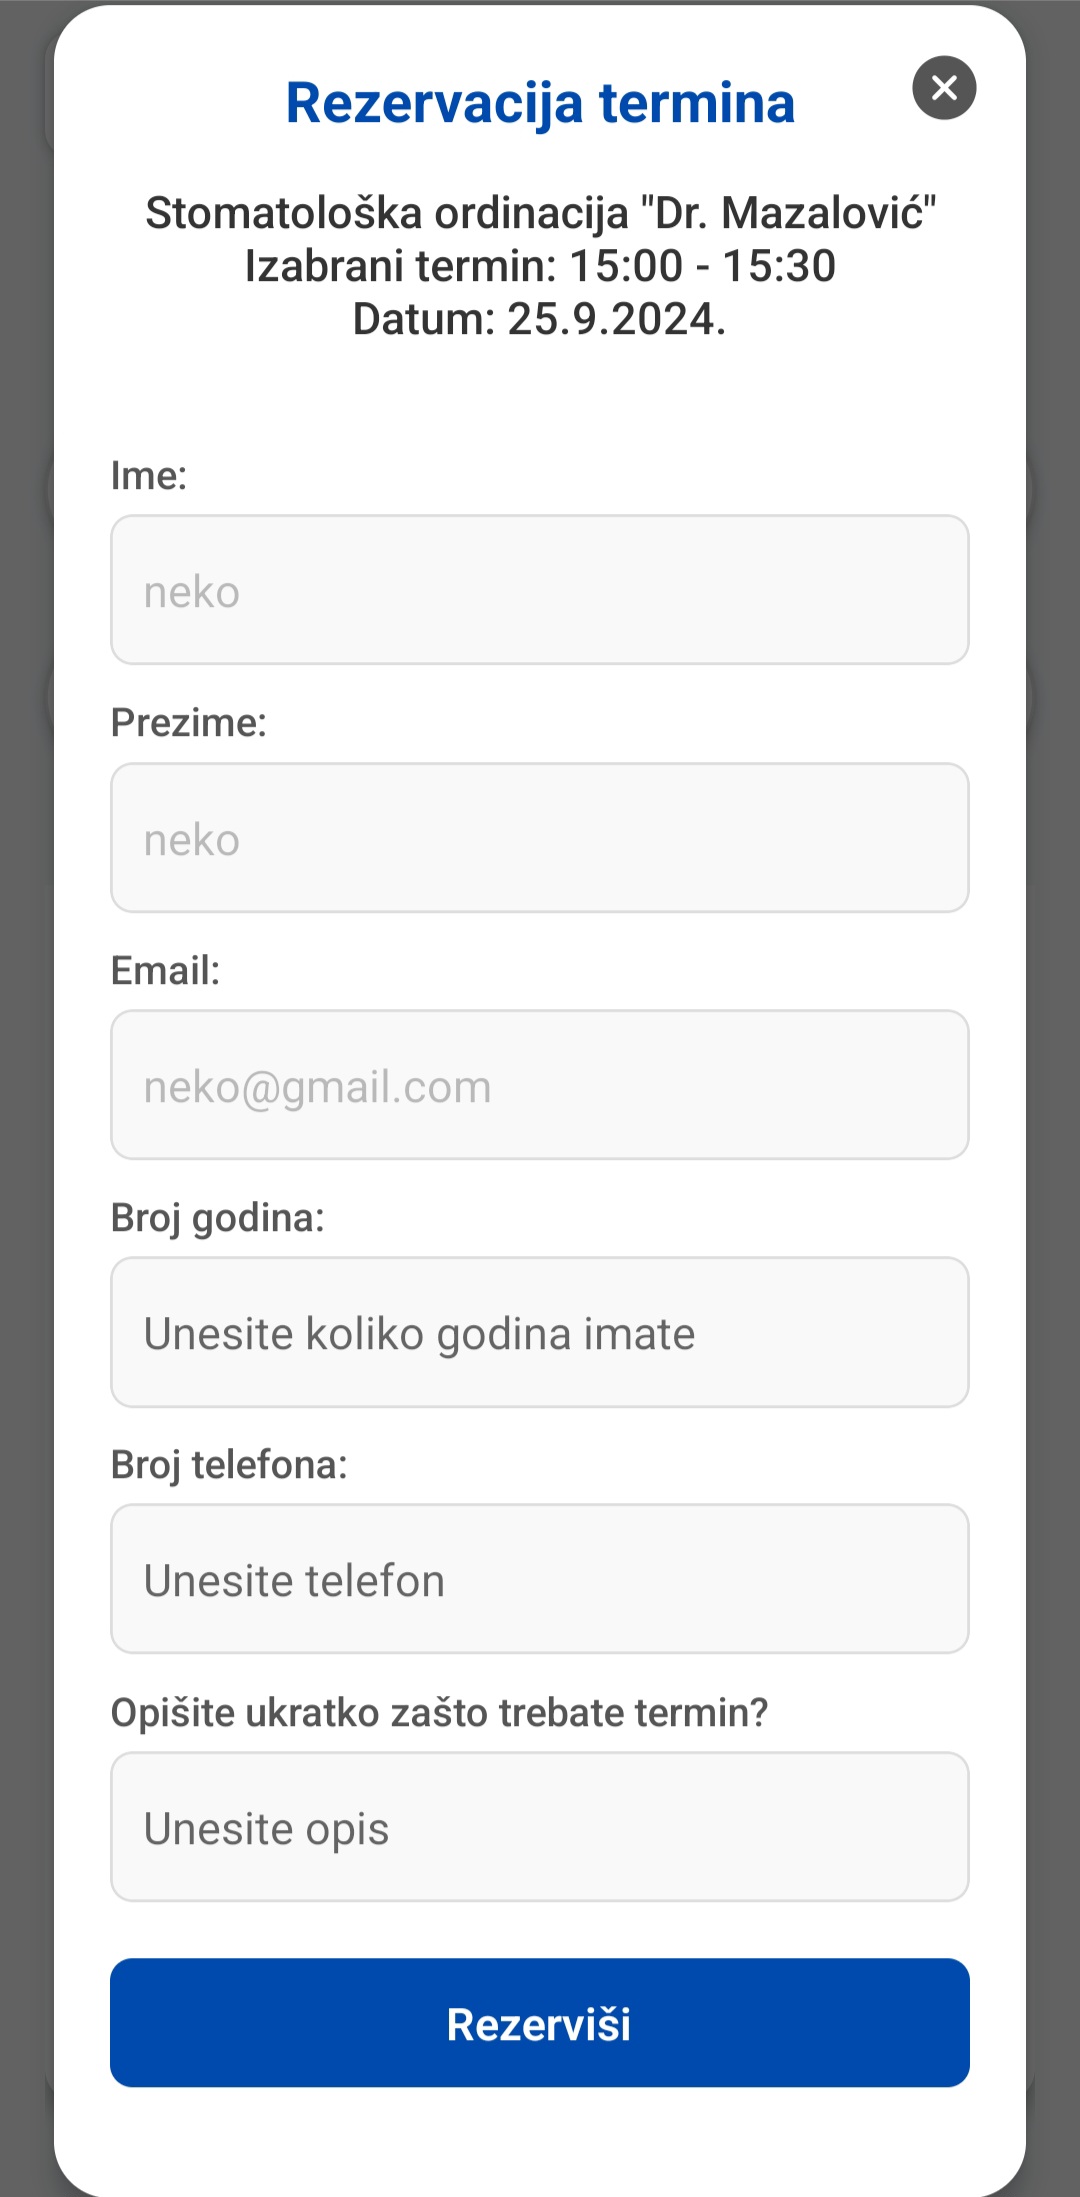 Rezervacija termina
Stomatološka ordinacija "Dr. Mazalović"
Izabrani termin: 15:00 - 15:30
Datum: 25.9.2024.
Ime:
neko
Prezime:
neko
Email:
neko@gmail.com
Broj godina:
Unesite koliko godina imate
Broj telefona:
Unesite telefon
Opišite ukratko zašto trebate termin?
Unesite opis
Rezerviši